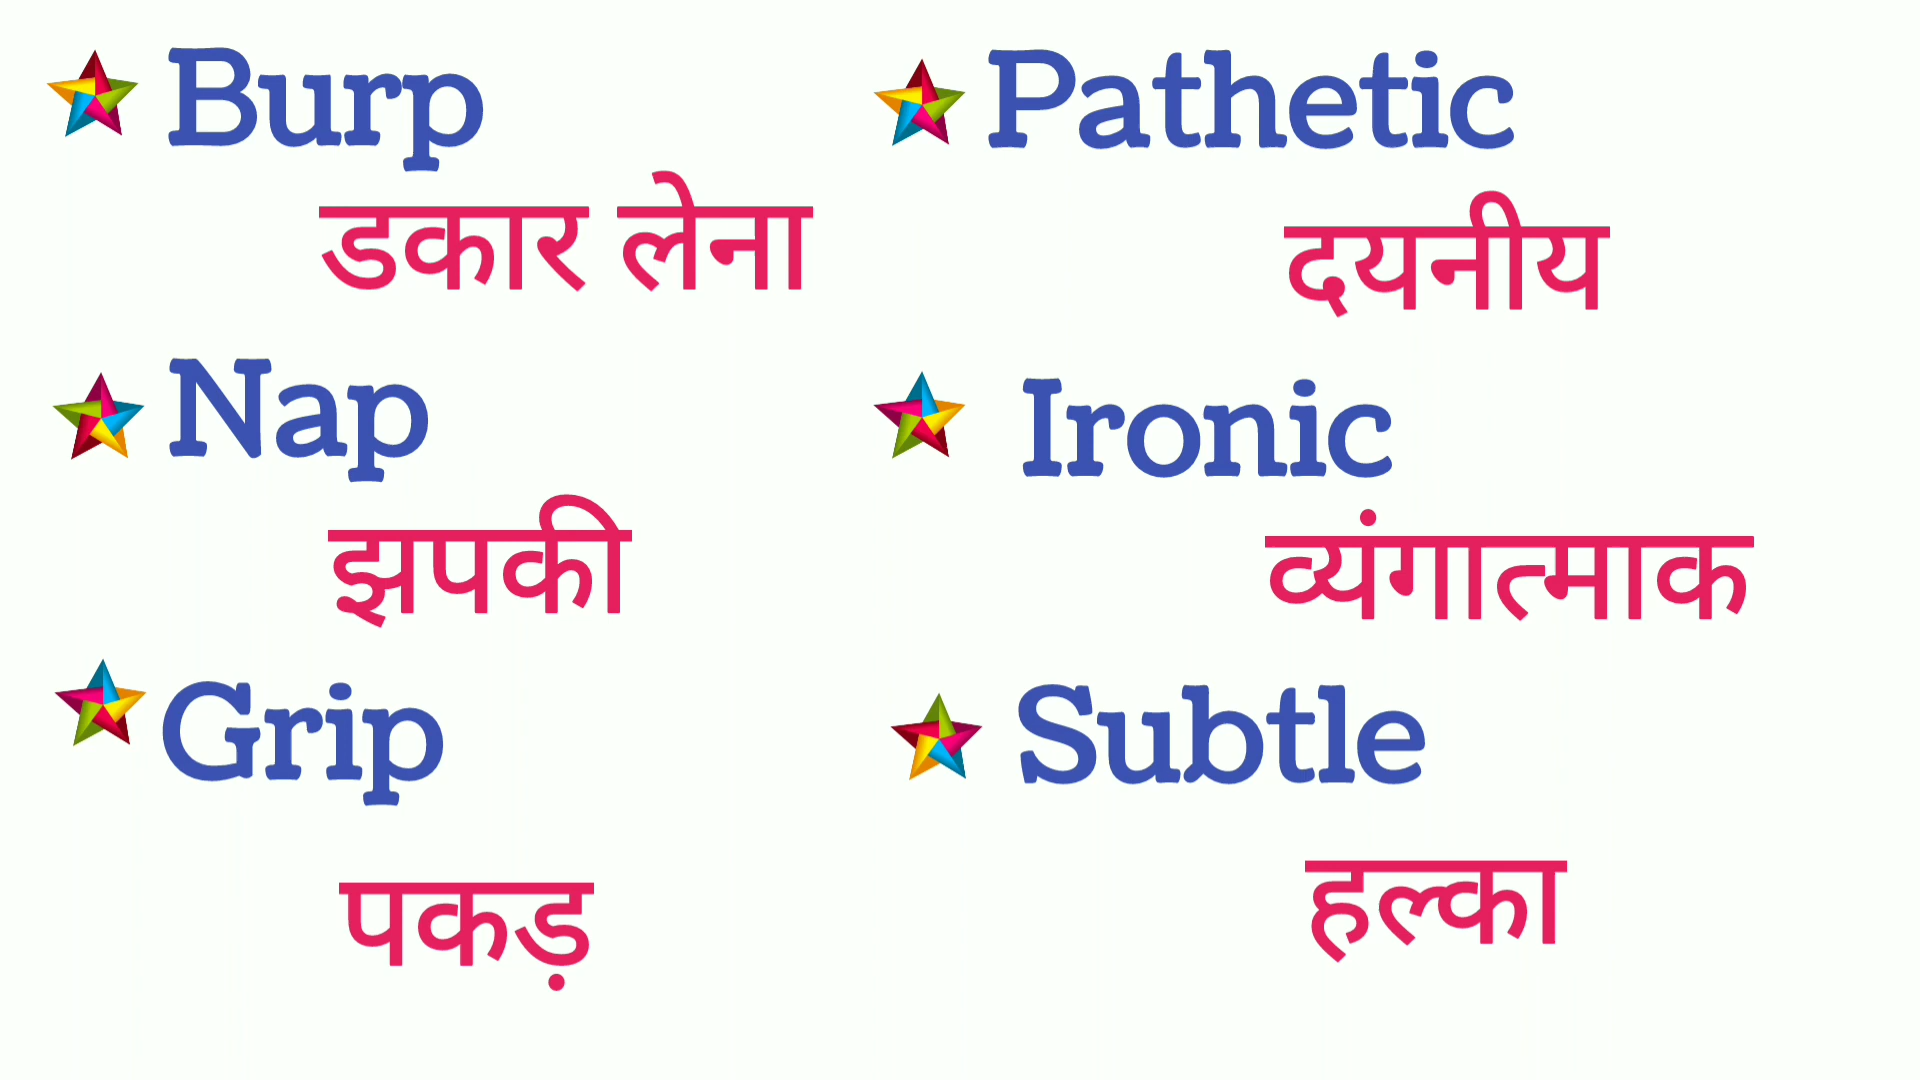 Burp
डकार लेना
Nap
झपकी
Grip
पकड़
Pathetic
दयनीय
Ironic
व्यंगात्माक
Subtle
हल्का